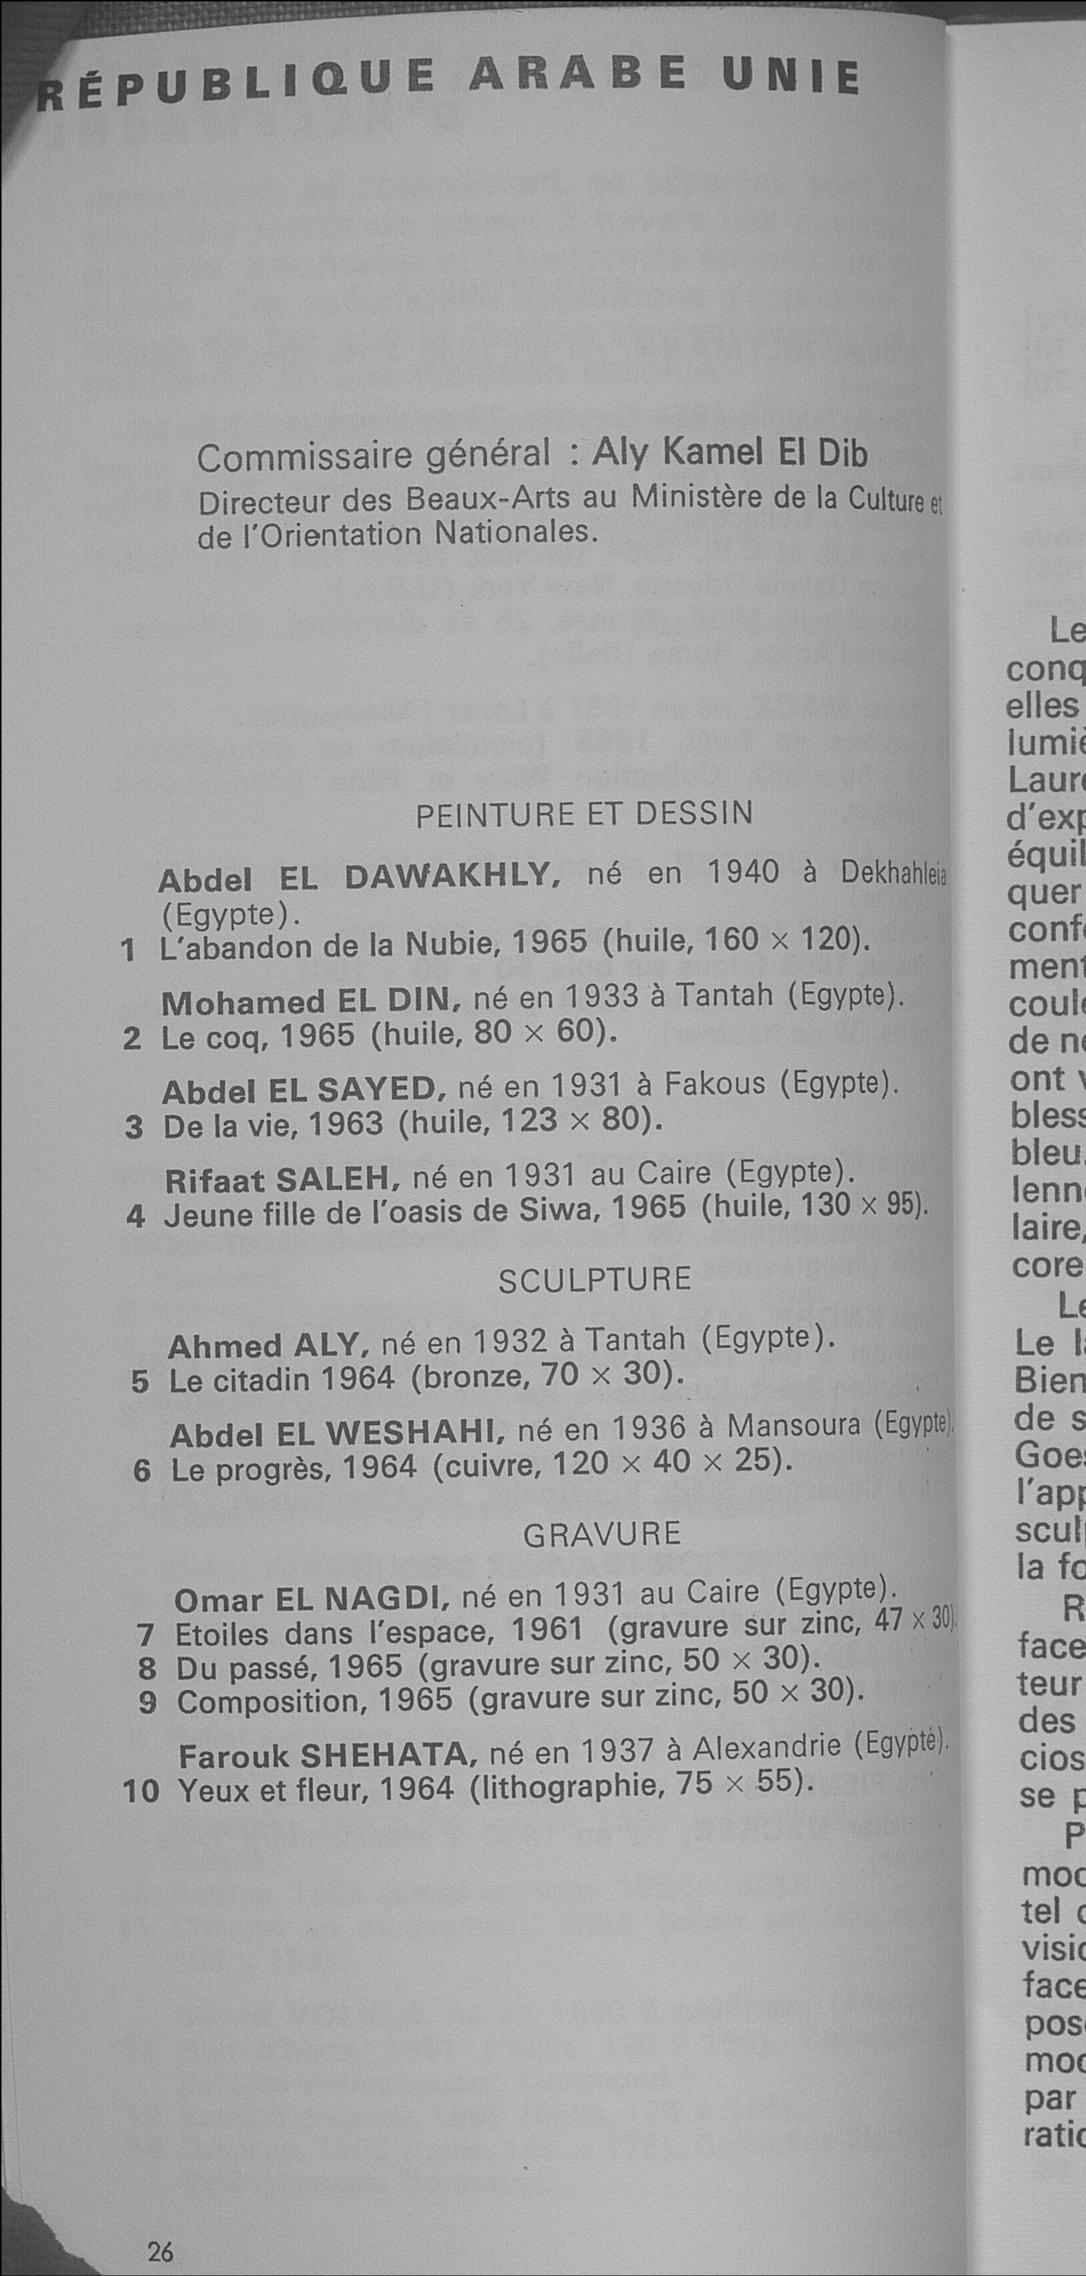 RÉPUBLIQUE ARABE UNIE
Commissaire général : Aly Kamel El Dib
Directeur des Beaux-Arts au Ministère de la Culture et
de l'Orientation Nationales.
PEINTURE ET DESSIN
Abdel EL DAWAKHLY, né en 1940 à Dekhahleia
(Egypte).
1 L'abandon de la Nubie, 1965 (huile, 160 × 120).
Mohamed EL DIN, né en 1933 à Tantah (Egypte).
2 Le coq, 1965 (huile, 80 × 60).
Abdel EL SAYED, né en 1931 à Fakous (Egypte).
3 De la vie, 1963 (huile, 123 × 80).
Rifaat SALEH, né en 1931 au Caire (Egypte).
4 Jeune fille de l'oasis de Siwa, 1965 (huile, 130 × 95).
SCULPTURE
Ahmed ALY, né en 1932 à Tantah (Egypte).
5 Le citadin 1964 (bronze, 70 × 30).
Abdel EL WESHAHI, né en 1936 à Mansoura (Egypte).
6 Le progrès, 1964 (cuivre, 120 × 40 × 25).
GRAVURE
Omar EL NAGDI, né en 1931 au Caire (Egypte).
7 Etoiles dans l'espace, 1961 (gravure sur zinc, 47 × 30).
8 Du passé, 1965 (gravure sur zinc, 50 × 30).
9 Composition, 1965 (gravure sur zinc, 50 × 30).
Farouk SHEHATA, né en 1937 à Alexandrie (Egypte).
10 Yeux et fleur, 1964 (lithographie, 75 × 55).
26
Le
conq
elles
lumiè
Laure
d'exp
équil
quer
confé
ment
coule
de no
ont v
bless
bleu.
lenne
laire,
core
Le
Le la
Bien
de s
Goes
l'app
sculp
la fo
R
face
teur
des
cios
se p
P
mod
tel c
visio
face
pose
mod
par
ratio